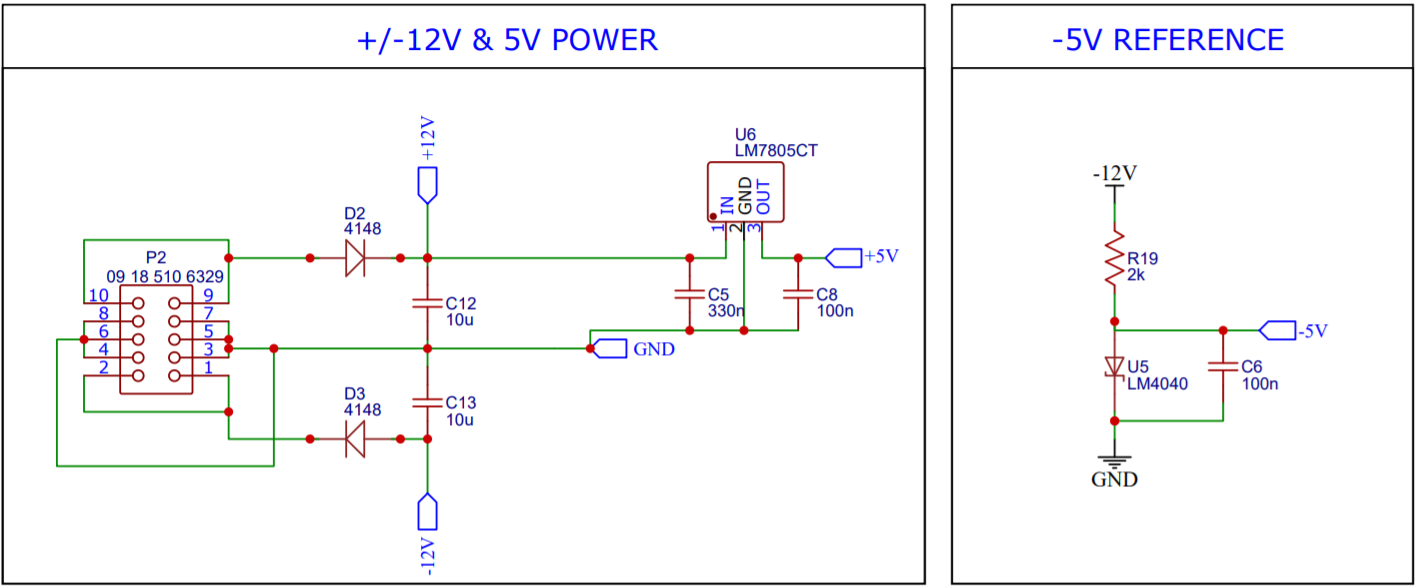 +/-12V & 5V POWER
-5V REFERENCE
+12V
U6
LM7805CT
IN
GND
OUT
1
2
3
D2
4148
P2
09 18 510 6329
10
9
8
7
6
5
4
3
2
1
C12
10u
C5
330n
C8
100n
+5V
GND
D3
4148
C13
10u
-12V
-12V
R19
2k
-5V
U5
LM4040
C6
100n
GND